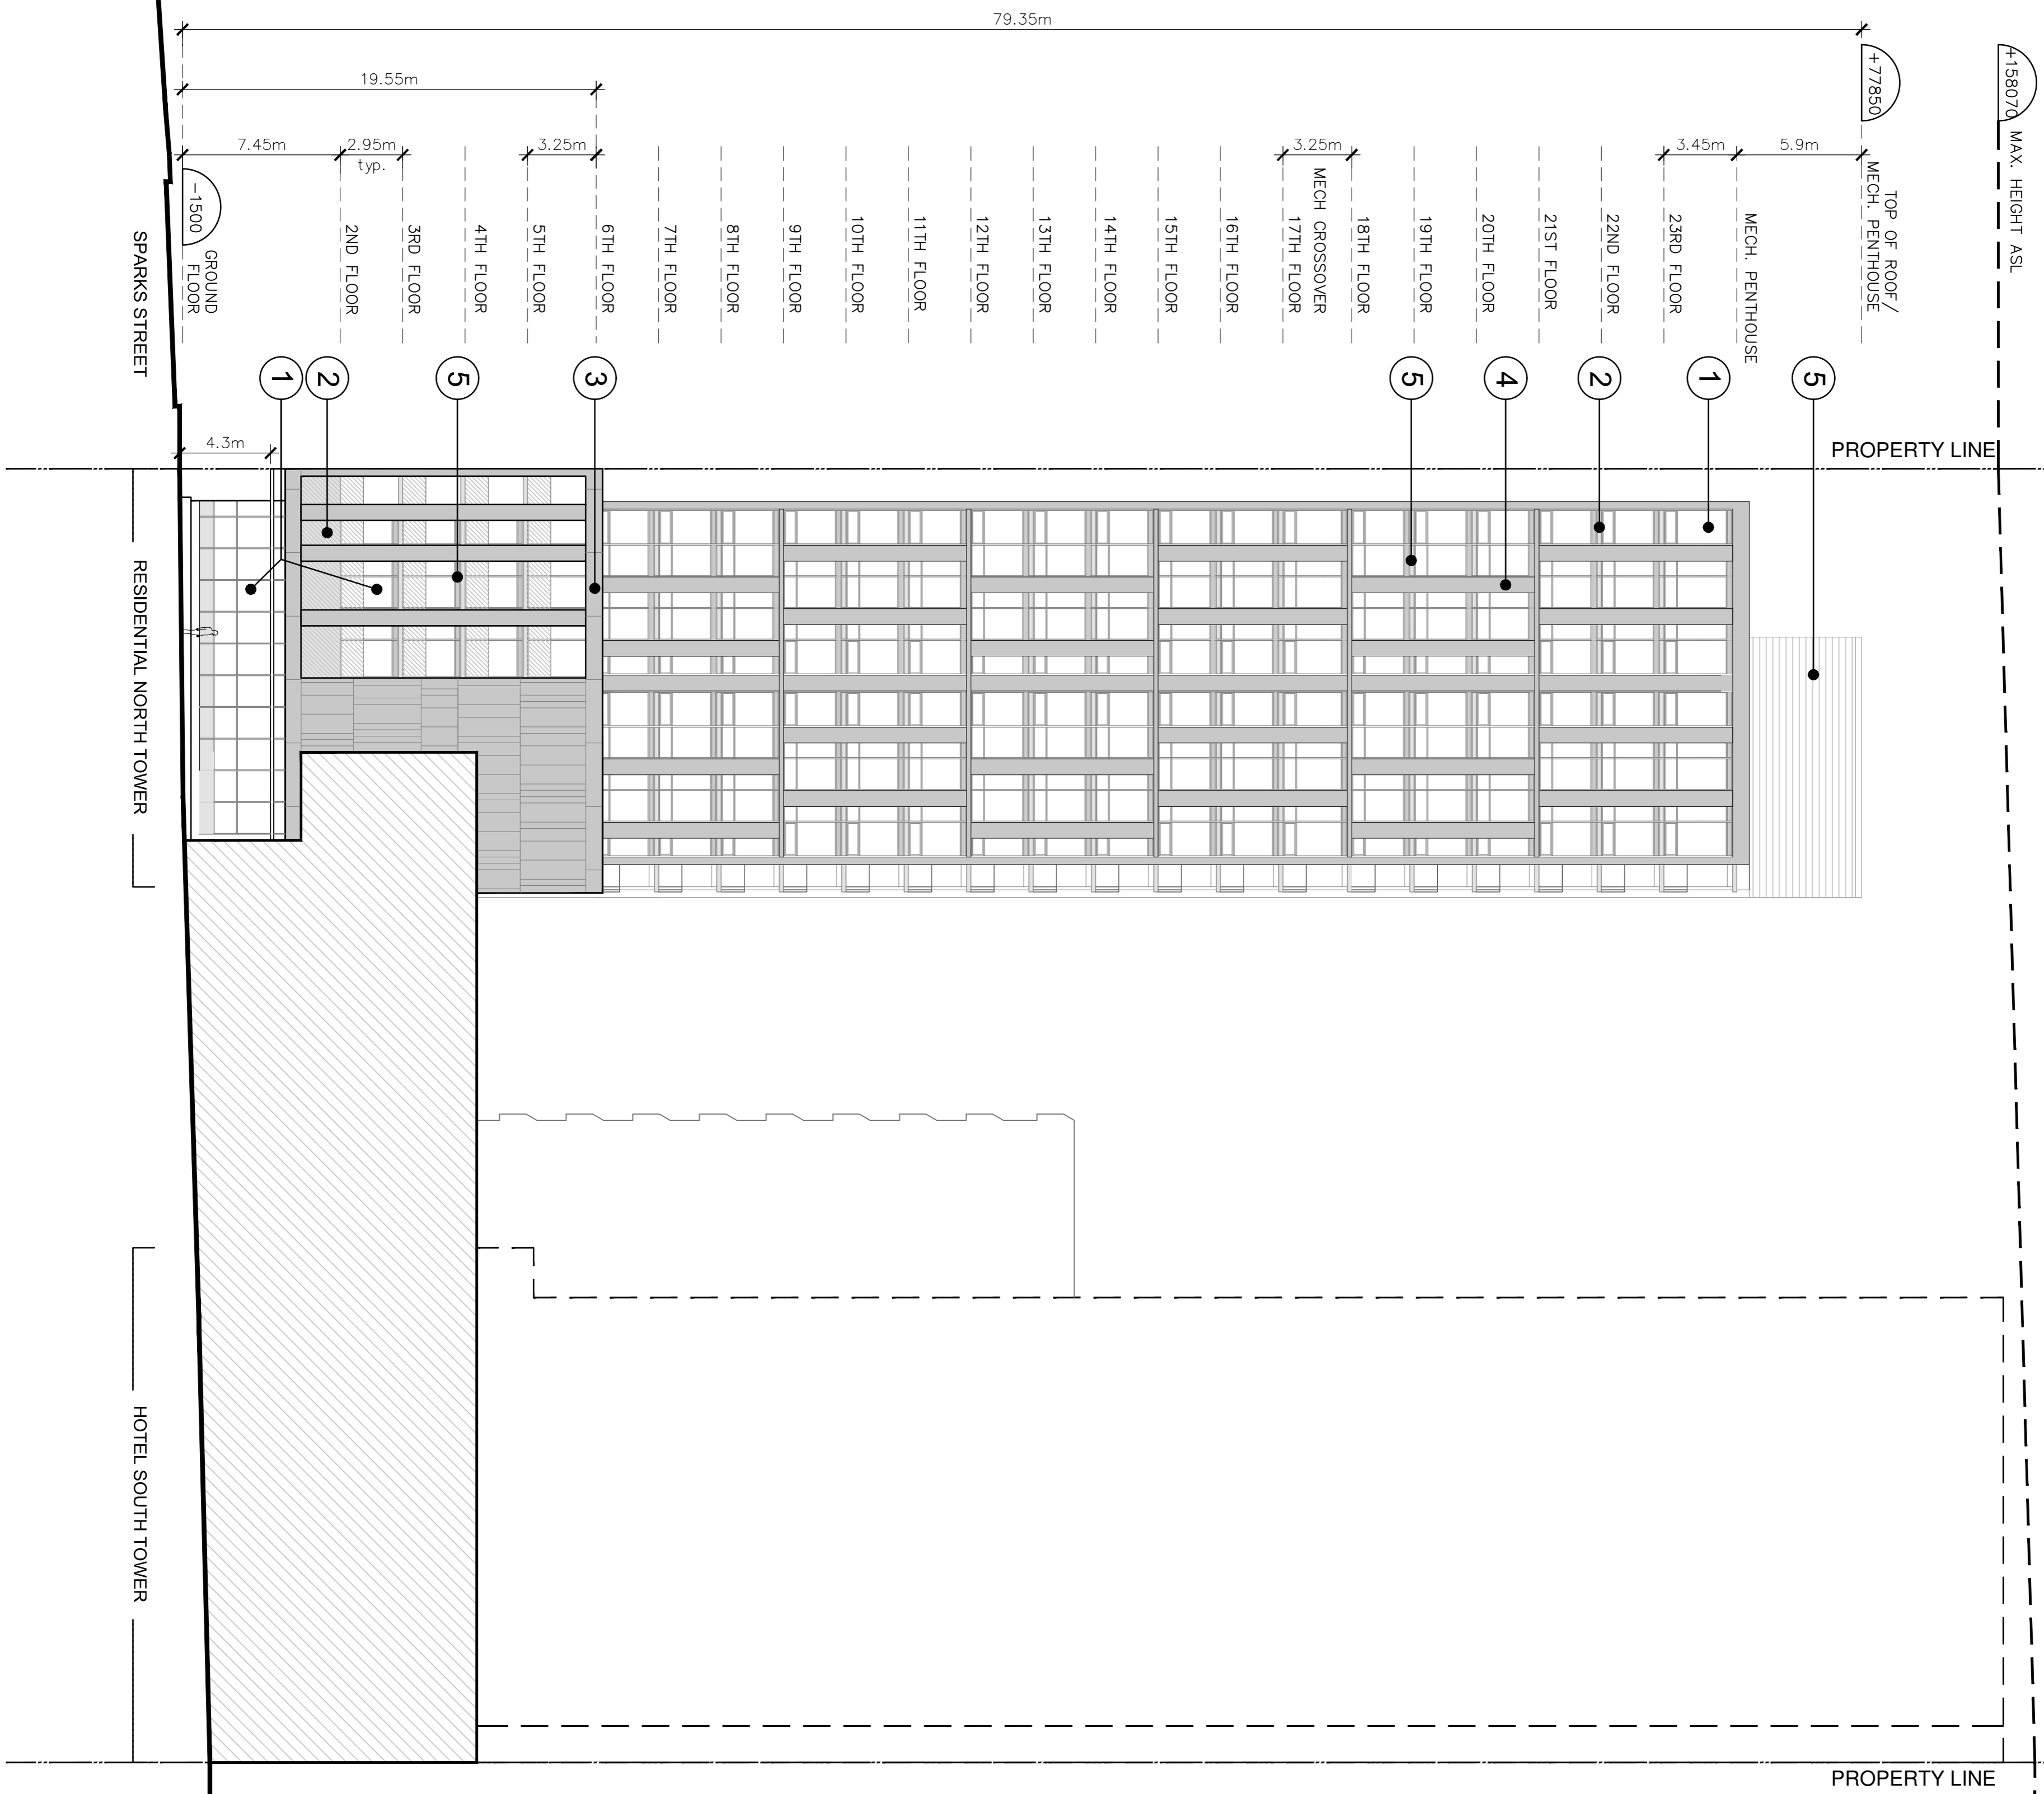 79.35m
19.55m
7.45m
2.95m
typ.
3.25m
3.25m
3.45m
5.9m
4.3m
+158070
MAX. HEIGHT ASL
+77850
TOP OF ROOF/
MECH. PENTHOUSE
MECH. PENTHOUSE
23RD FLOOR
22ND FLOOR
21ST FLOOR
20TH FLOOR
19TH FLOOR
18TH FLOOR
MECH CROSSOVER
17TH FLOOR
16TH FLOOR
15TH FLOOR
14TH FLOOR
13TH FLOOR
12TH FLOOR
11TH FLOOR
10TH FLOOR
9TH FLOOR
8TH FLOOR
7TH FLOOR
6TH FLOOR
5TH FLOOR
4TH FLOOR
3RD FLOOR
2ND FLOOR
-1500
GROUND
FLOOR
SPARKS STREET
1
2
5
3
5
4
2
1
5
PROPERTY LINE
RESIDENTIAL NORTH TOWER
HOTEL SOUTH TOWER
PROPERTY LINE